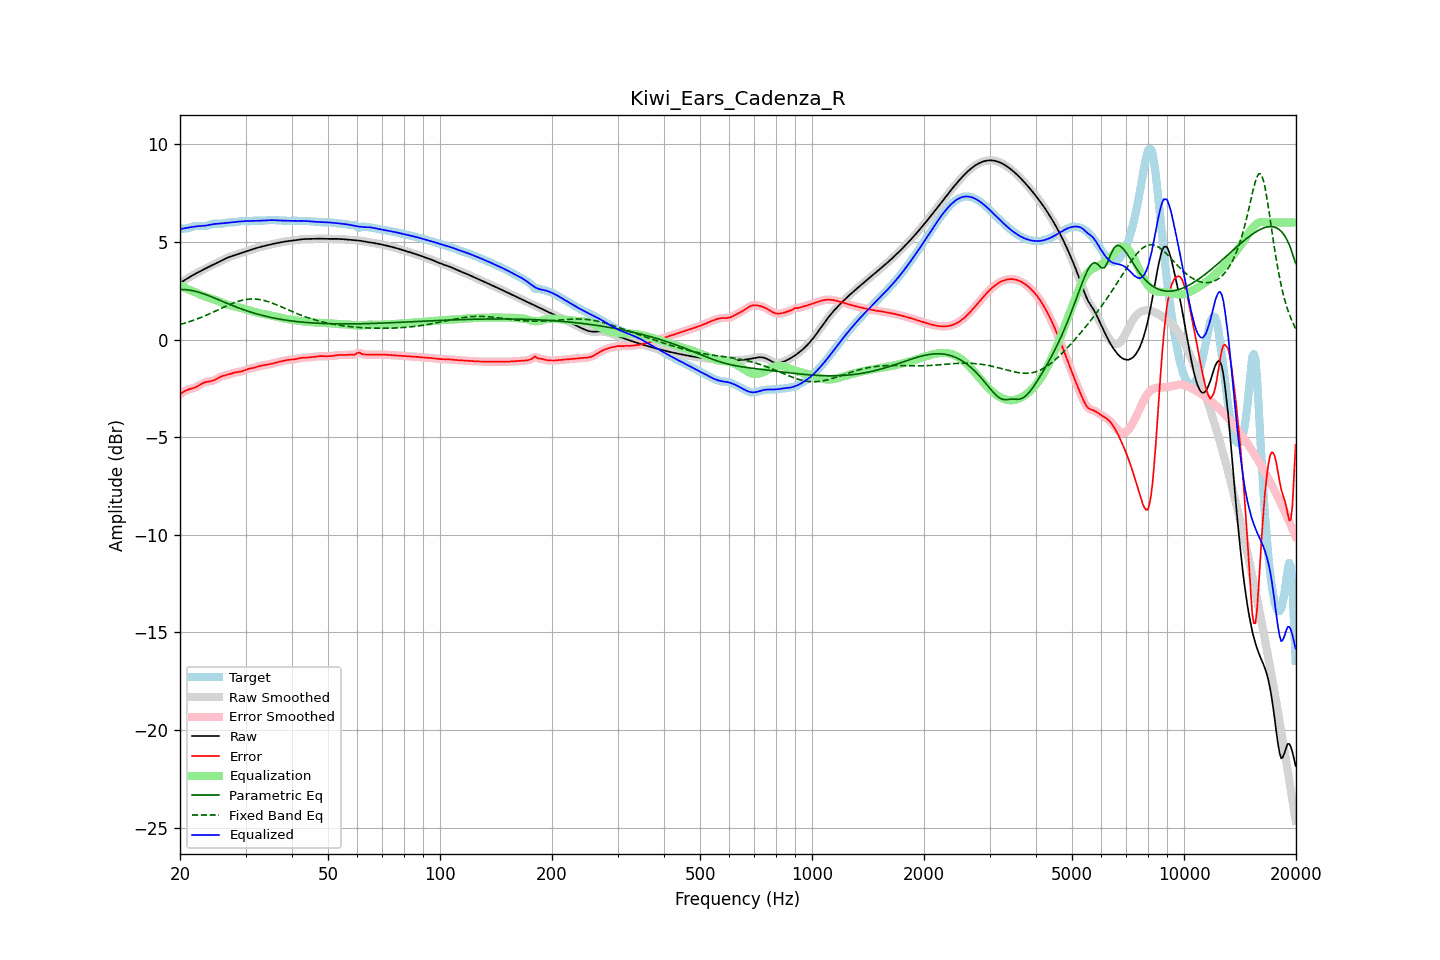 Kiwi_Ears_Cadenza_R
Amplitude (dBr)
10
5
0
−5
−10
−15
−20
−25
Target
Raw Smoothed
Error Smoothed
Raw
Error
Equalization
Parametric Eq
Fixed Band Eq
Equalized
20 50 100 200 500 1000 2000 5000 10000 20000
Frequency (Hz)